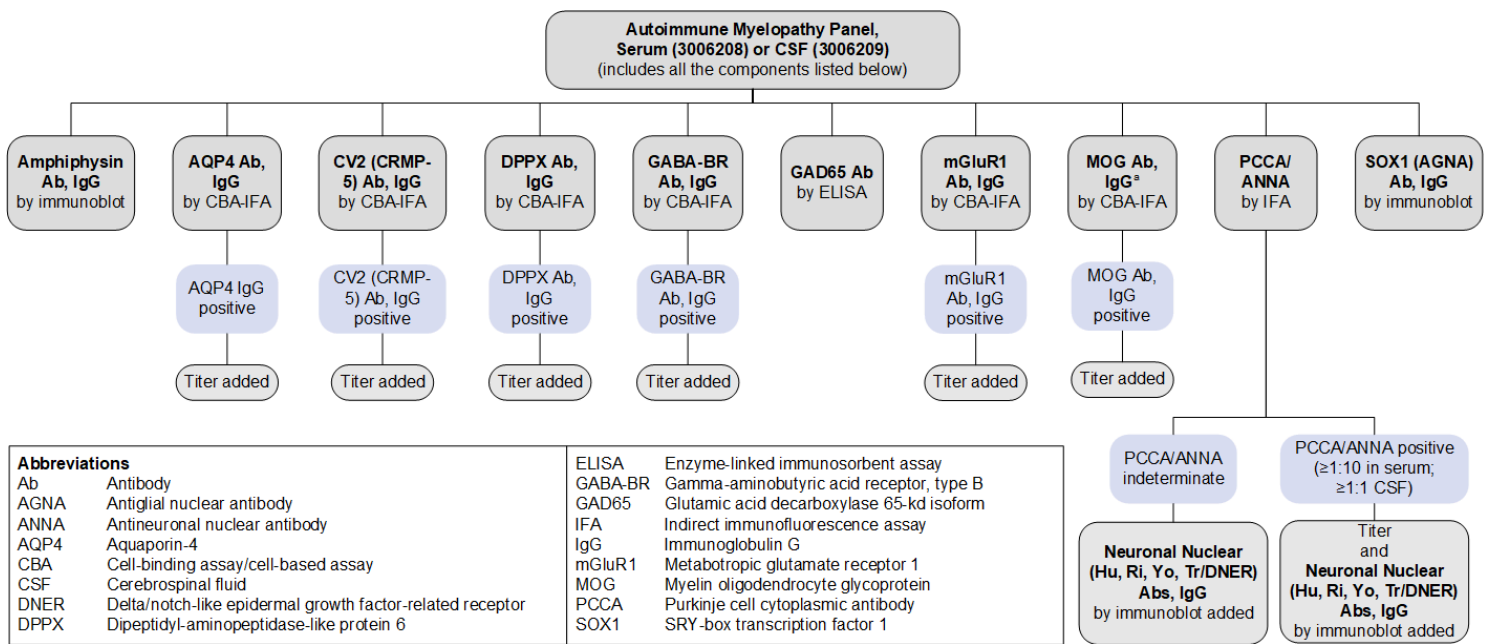 Autoimmune Myelopathy Panel,
Serum (3006208) or CSF (3006209)
(includes all the components listed below)
Amphiphysin
Ab, IgG
by immunoblot
AQP4 Ab,
IgG
by CBA-IFA
CV2 (CRMP-
5) Ab, IgG
by CBA-IFA
DPPX Ab,
IgG
by CBA-IFA
GABA-BR
Ab, IgG
by CBA-IFA
GAD65 Ab
by ELISA
mGluR1
Ab, IgG
by CBA-IFA
MOG Ab,
IgGᵃ
by CBA-IFA
PCCA/
ANNA
by IFA
SOX1 (AGNA)
Ab, IgG
by immunoblot
AQP4 IgG
positive
CV2 (CRMP-
5) Ab, IgG
positive
DPPX Ab,
IgG
positive
GABA-BR
Ab, IgG
positive
mGluR1
Ab, IgG
positive
MOG Ab,
IgG
positive
Titer added
Titer added
Titer added
Titer added
Titer added
Titer added
PCCA/ANNA
indeterminate
PCCA/ANNA positive
(≥1:10 in serum;
≥1:1 CSF)
Neuronal Nuclear
(Hu, Ri, Yo, Tr/DNER)
Abs, IgG
by immunoblot added
Titer
and
Neuronal Nuclear
(Hu, Ri, Yo, Tr/DNER)
Abs, IgG
by immunoblot added
Abbreviations
Ab Antibody
AGNA Antiglial nuclear antibody
ANNA Antineuronal nuclear antibody
AQP4 Aquaporin-4
CBA Cell-binding assay/cell-based assay
CSF Cerebrospinal fluid
DNER Delta/notch-like epidermal growth factor-related receptor
DPPX Dipeptidyl-aminopeptidase-like protein 6
ELISA Enzyme-linked immunosorbent assay
GABA-BR Gamma-aminobutyric acid receptor, type B
GAD65 Glutamic acid decarboxylase 65-kd isoform
IFA Indirect immunofluorescence assay
IgG Immunoglobulin G
mGluR1 Metabotropic glutamate receptor 1
MOG Myelin oligodendrocyte glycoprotein
PCCA Purkinje cell cytoplasmic antibody
SOX1 SRY-box transcription factor 1